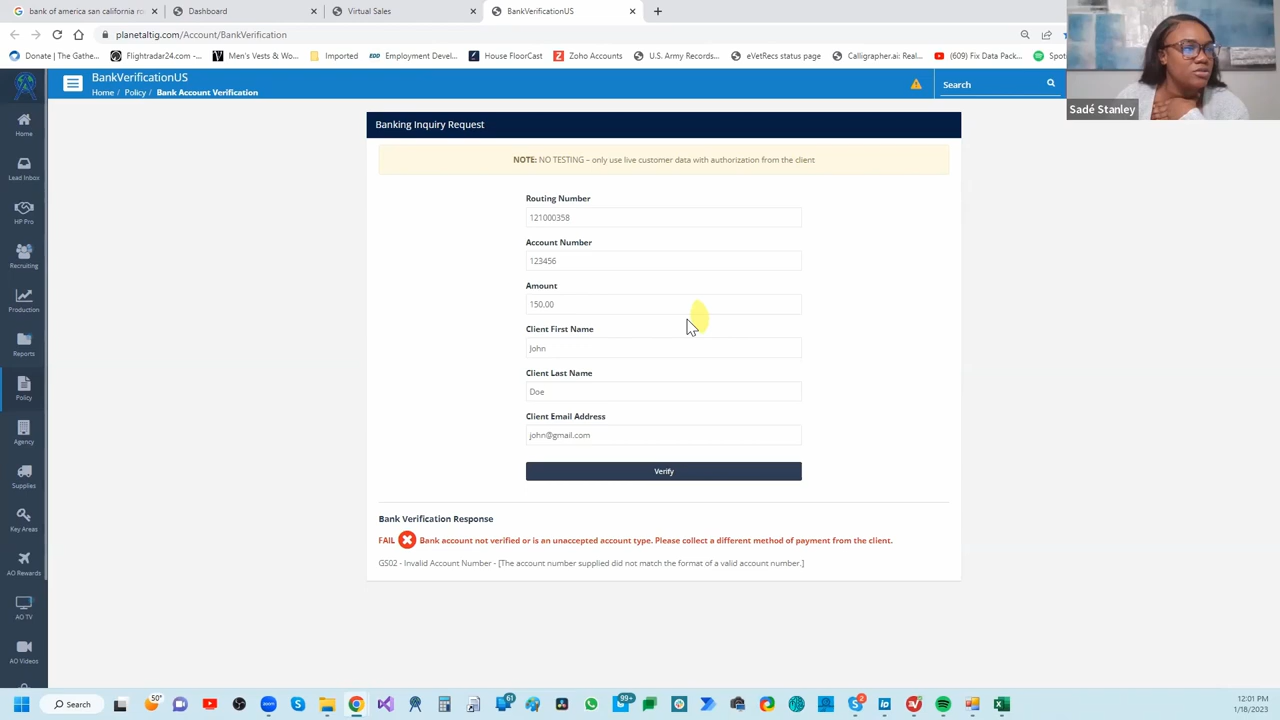 bank of america san california ro
Dashboard
Virtual Sales
BankVerificationUS
planetaltig.com/Account/BankVerification
Donate | The Gathe...
Flightradar24.com -...
Men's Vests & Wo...
Imported
EDD Employment Devel...
House FloorCast
Zoho Accounts
U.S. Army Records...
eVetRecs status page
Calligrapher.ai: Real...
(609) Fix Data Pack...
Spot
BankVerificationUS
Home / Policy / Bank Account Verification
Search
Sadé Stanley
Home
Lead Inbox
HP Pro
Recruiting
Production
Reports
Policy
Agency
Supplies
Key Areas
AO Rewards
AO TV
AO Videos
Banking Inquiry Request
NOTE: NO TESTING – only use live customer data with authorization from the client
Routing Number
121000358
Account Number
123456
Amount
150.00
Client First Name
John
Client Last Name
Doe
Client Email Address
john@gmail.com
Verify
Bank Verification Response
FAIL Bank account not verified or is an unaccepted account type. Please collect a different method of payment from the client.
GS02 - Invalid Account Number - [The account number supplied did not match the format of a valid account number.]
Search
50°
zoom
61
99+
2
12:01 PM
1/18/2023